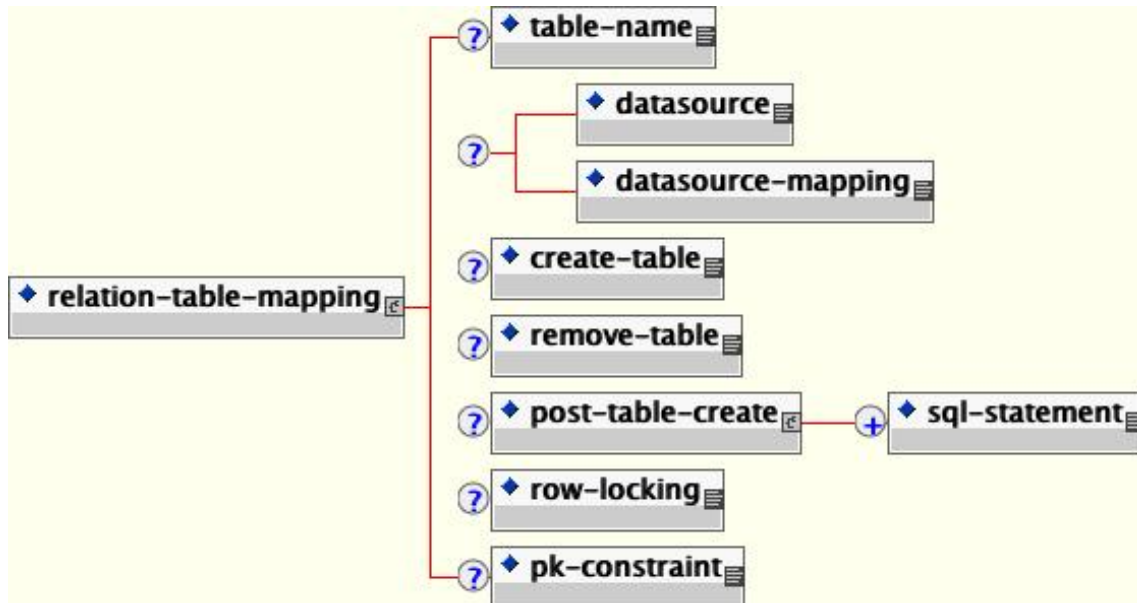 table-name
datasource
datasource-mapping
create-table
relation-table-mapping
remove-table
post-table-create
sql-statement
row-locking
pk-constraint